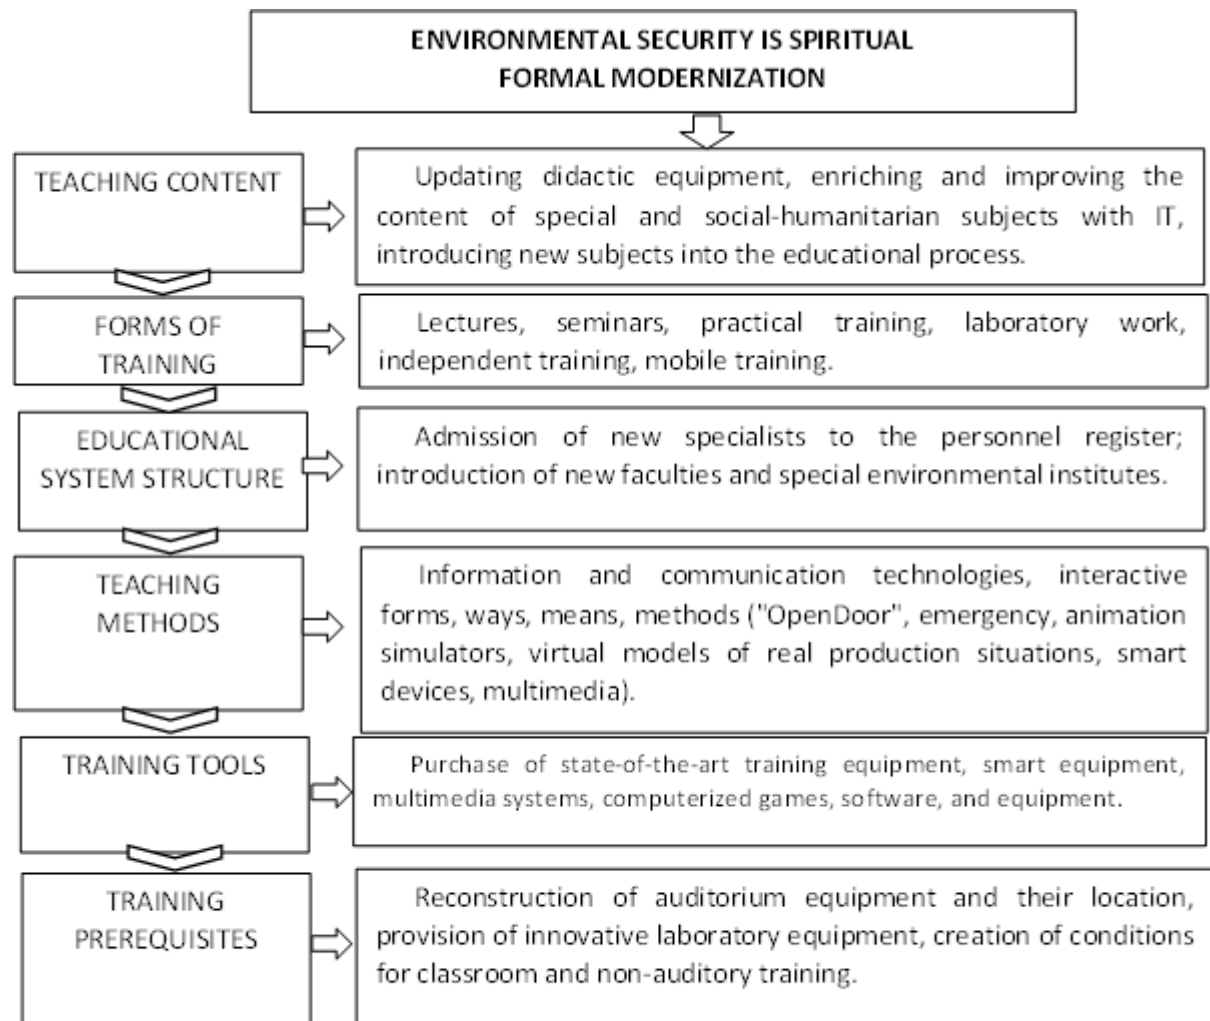 ENVIRONMENTAL SECURITY IS SPIRITUAL
FORMAL MODERNIZATION
TEACHING CONTENT
Updating didactic equipment, enriching and improving the
content of special and social-humanitarian subjects with IT,
introducing new subjects into the educational process.
FORMS OF
TRAINING
Lectures, seminars, practical training, laboratory work,
independent training, mobile training.
EDUCATIONAL
SYSTEM STRUCTURE
Admission of new specialists to the personnel register;
introduction of new faculties and special environmental institutes.
TEACHING
METHODS
Information and communication technologies, interactive
forms, ways, means, methods ("OpenDoor", emergency, animation
simulators, virtual models of real production situations, smart
devices, multimedia).
TRAINING TOOLS
Purchase of state-of-the-art training equipment, smart equipment,
multimedia systems, computerized games, software, and equipment.
TRAINING
PREREQUISITES
Reconstruction of auditorium equipment and their location,
provision of innovative laboratory equipment, creation of conditions
for classroom and non-auditory training.